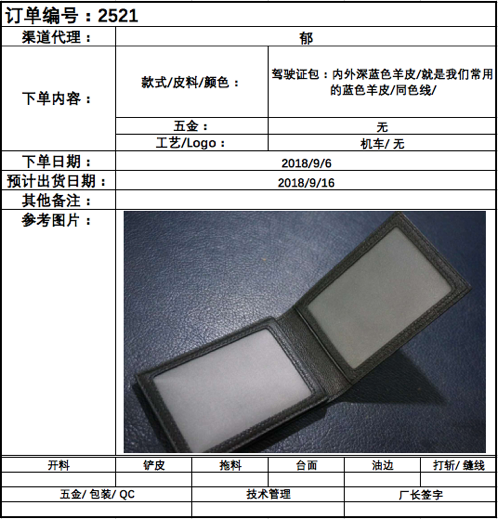 订单编号：2521
渠道代理： 郁
下单内容： 款式/皮料/颜色： 驾驶证包：内外深蓝色羊皮/就是我们常用
的蓝色羊皮/同色线/
五金： 无
工艺/Logo： 机车/ 无
下单日期： 2018/9/6
预计出货日期： 2018/9/16
其他备注：
参考图片：
开料 铲皮 拖料 台面 油边 打斩/ 缝线
五金/ 包装/ QC 技术管理 厂长签字